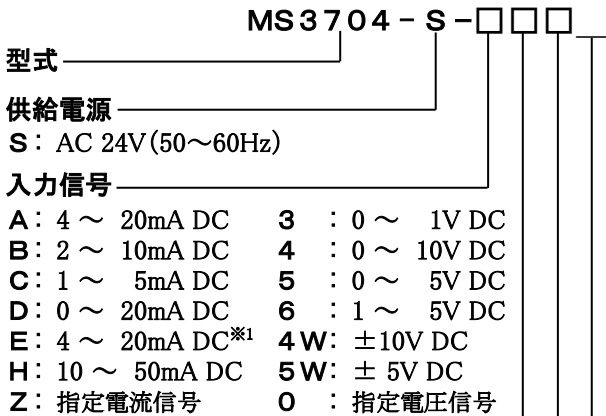 MS3704-S-□□□
型式
供給電源
S: AC 24V(50～60Hz)
入力信号
A: 4 ～ 20mA DC 3 : 0 ～ 1V DC
B: 2 ～ 10mA DC 4 : 0 ～ 10V DC
C: 1 ～ 5mA DC 5 : 0 ～ 5V DC
D: 0 ～ 20mA DC 6 : 1 ～ 5V DC
E: 4 ～ 20mA DC※1 4W: ±10V DC
H: 10 ～ 50mA DC 5W: ± 5V DC
Z: 指定電流信号 0 : 指定電圧信号